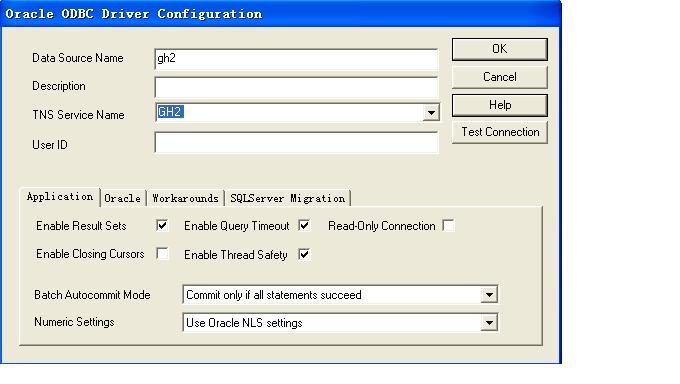 Oracle ODBC Driver Configuration
Data Source Name gh2 OK
Description Cancel
TNS Service Name GH2 Help
User ID Test Connection
Application Oracle Workarounds SQLServer Migration
Enable Result Sets Enable Query Timeout Read-Only Connection
Enable Closing Cursors Enable Thread Safety
Batch Autocommit Mode Commit only if all statements succeed
Numeric Settings Use Oracle NLS settings